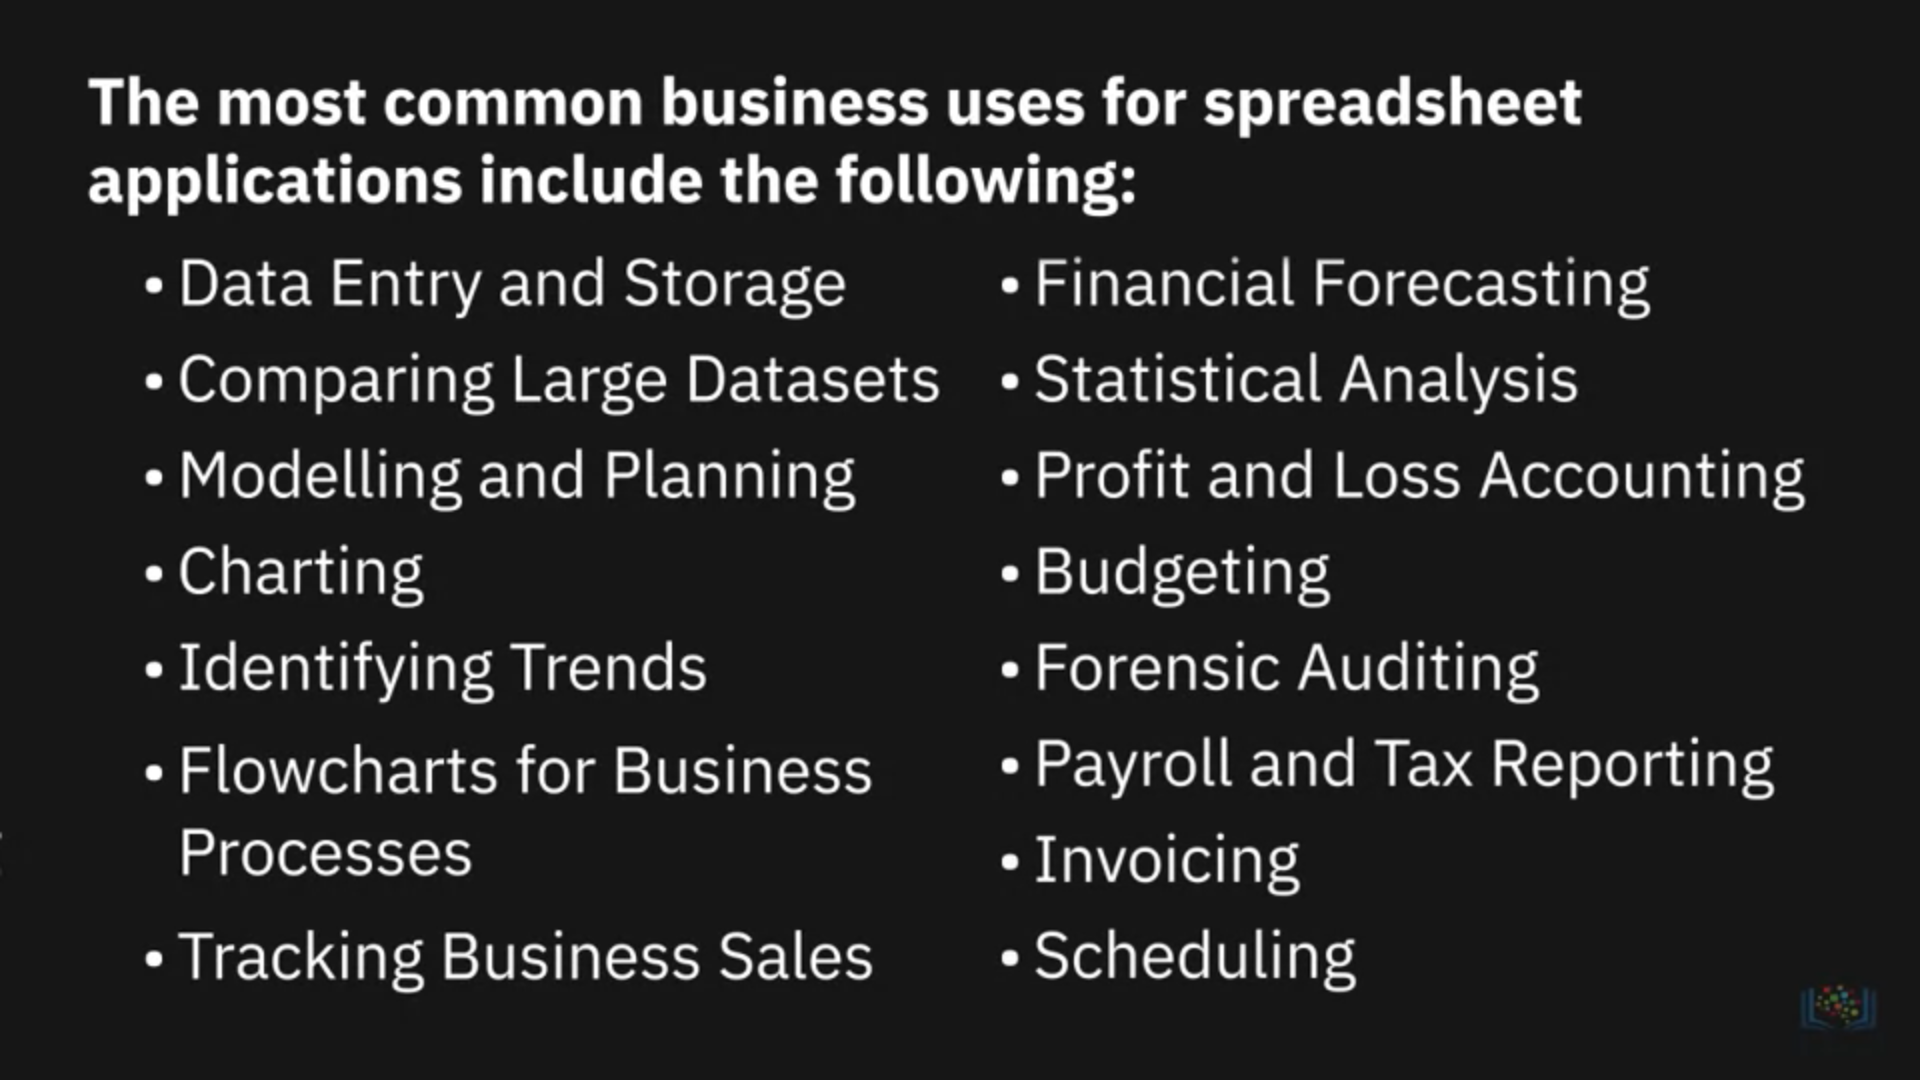 The most common business uses for spreadsheet
applications include the following:
• Data Entry and Storage
• Comparing Large Datasets
• Modelling and Planning
• Charting
• Identifying Trends
• Flowcharts for Business
Processes
• Tracking Business Sales
• Financial Forecasting
• Statistical Analysis
• Profit and Loss Accounting
• Budgeting
• Forensic Auditing
• Payroll and Tax Reporting
• Invoicing
• Scheduling